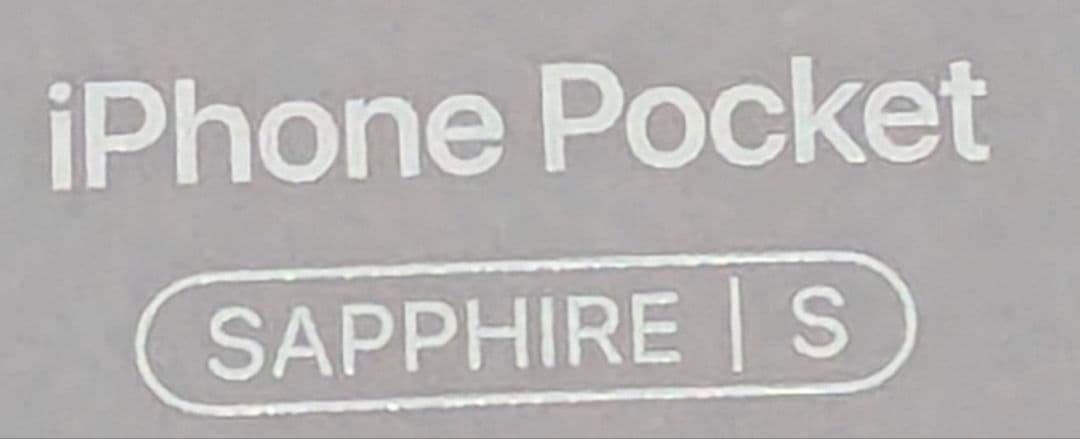 iPhone Pocket
SAPPHIRE | S